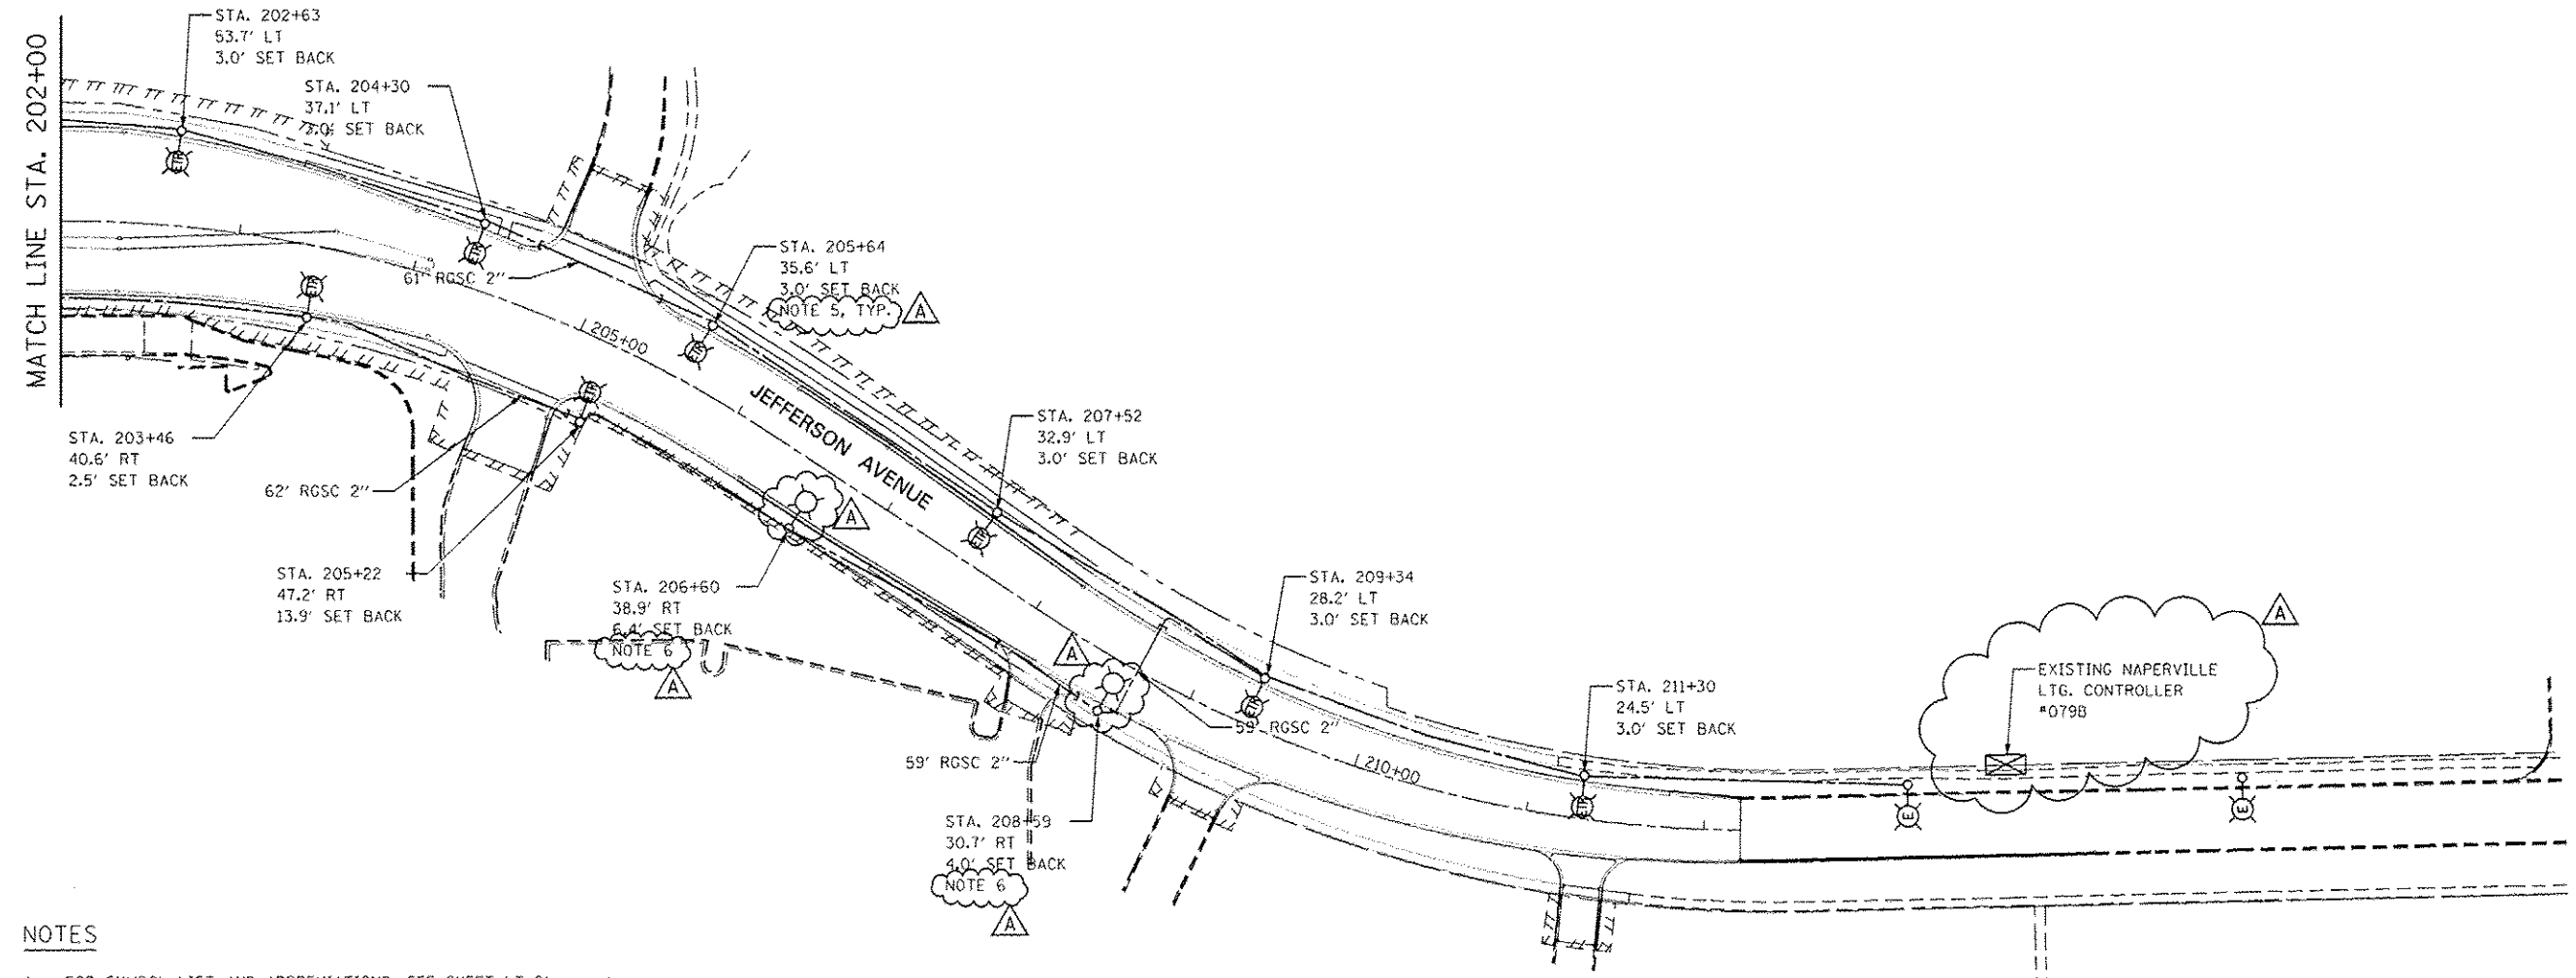 MATCH LINE STA. 202+00
STA. 202+63
53.7' LT
3.0' SET BACK
STA. 204+30
37.1' LT
3.0' SET BACK
61' RGSC 2"
STA. 205+64
35.6' LT
3.0' SET BACK
NOTE 5, TYP.
A
205+00
JEFFERSON AVENUE
STA. 203+46
40.6' RT
2.5' SET BACK
62' RGSC 2"
STA. 205+22
47.2' RT
13.9' SET BACK
A
STA. 207+52
32.9' LT
3.0' SET BACK
STA. 206+60
38.9' RT
6.4' SET BACK
NOTE 6
A
A
STA. 209+34
28.2' LT
3.0' SET BACK
59' RGSC 2"
59' RGSC 2"
210+00
STA. 208+59
30.7' RT
4.0' SET BACK
NOTE 6
A
STA. 211+30
24.5' LT
3.0' SET BACK
A
EXISTING NAPERVILLE
LTG. CONTROLLER
#079B
E
E
NOTES